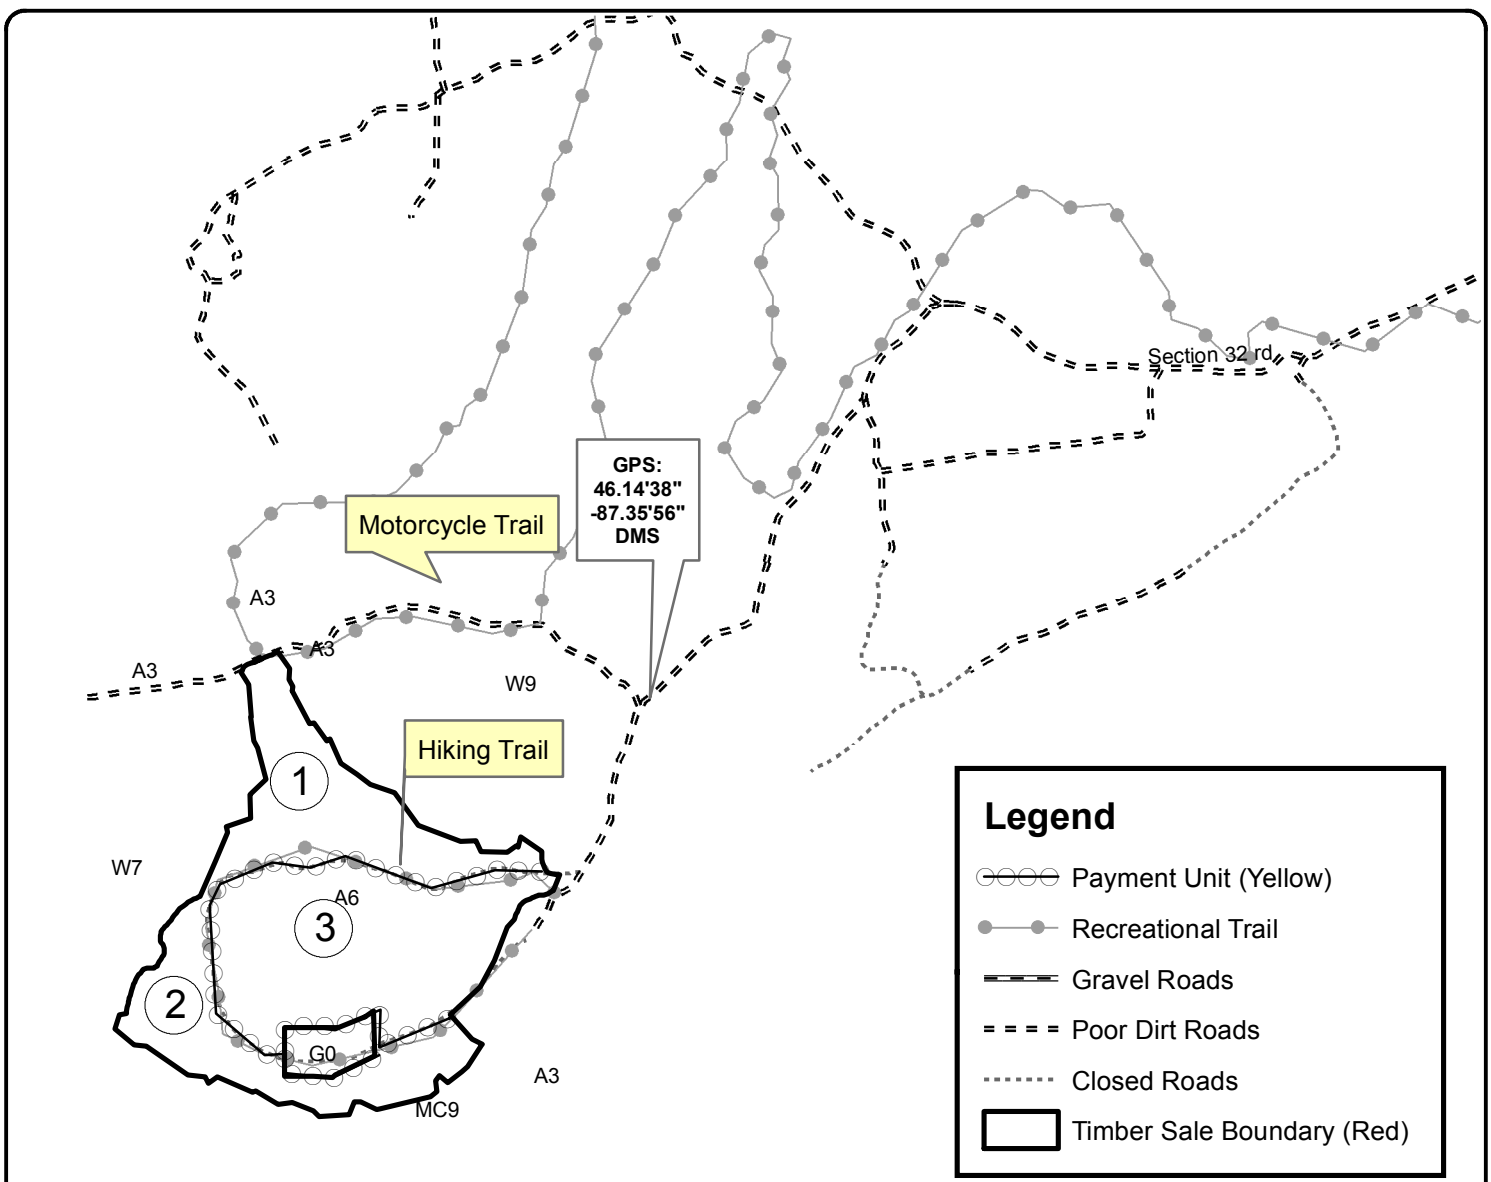 Section 32 rd
GPS:
46.14'38"
-87.35'56"
DMS
Motorcycle Trail
A3
A3
A3
W9
Hiking Trail
1
W7
A6
3
2
G0
A3
MC9
Legend
Payment Unit (Yellow)
Recreational Trail
Gravel Roads
Poor Dirt Roads
Closed Roads
Timber Sale Boundary (Red)